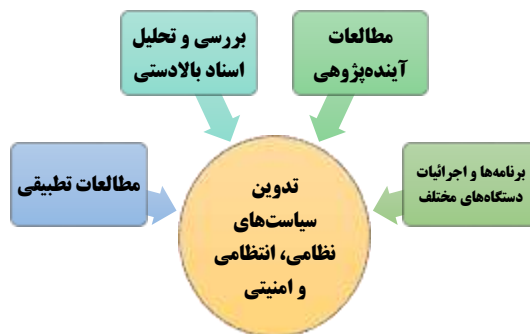 مطالعات
آینده‌پژوهی
بررسی و تحلیل
اسناد بالادستی
برنامه‌ها و اجرائیات
دستگاه‌های مختلف
مطالعات تطبیقی
تدوین
سیاست‌های
نظامی، انتظامی
و امنیتی